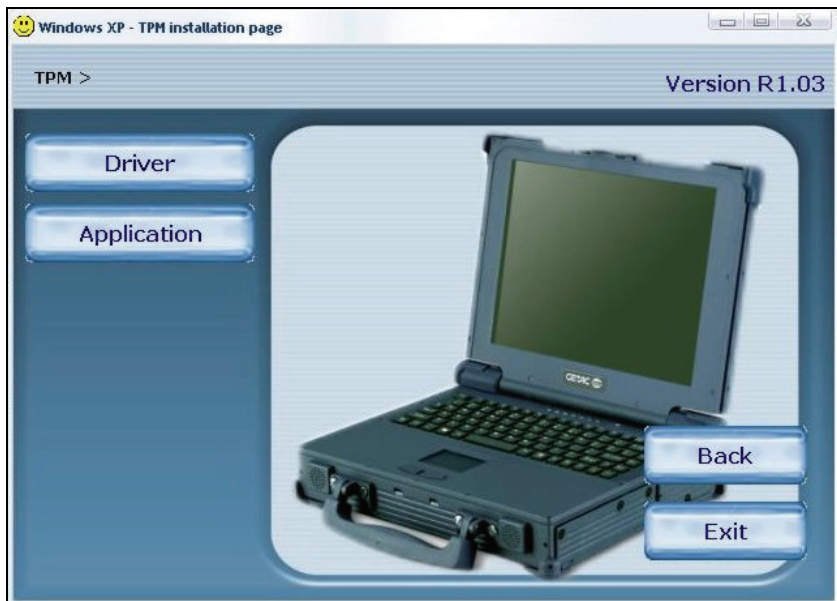 Windows XP - TPM installation page
TPM >
Version R1.03
Driver
Application
GETAC
Back
Exit